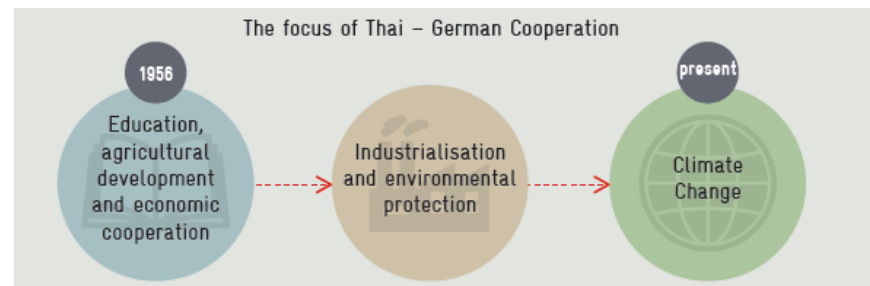 The focus of Thai – German Cooperation
1956
Education,
agricultural
development
and economic
cooperation
Industrialisation
and environmental
protection
present
Climate
Change